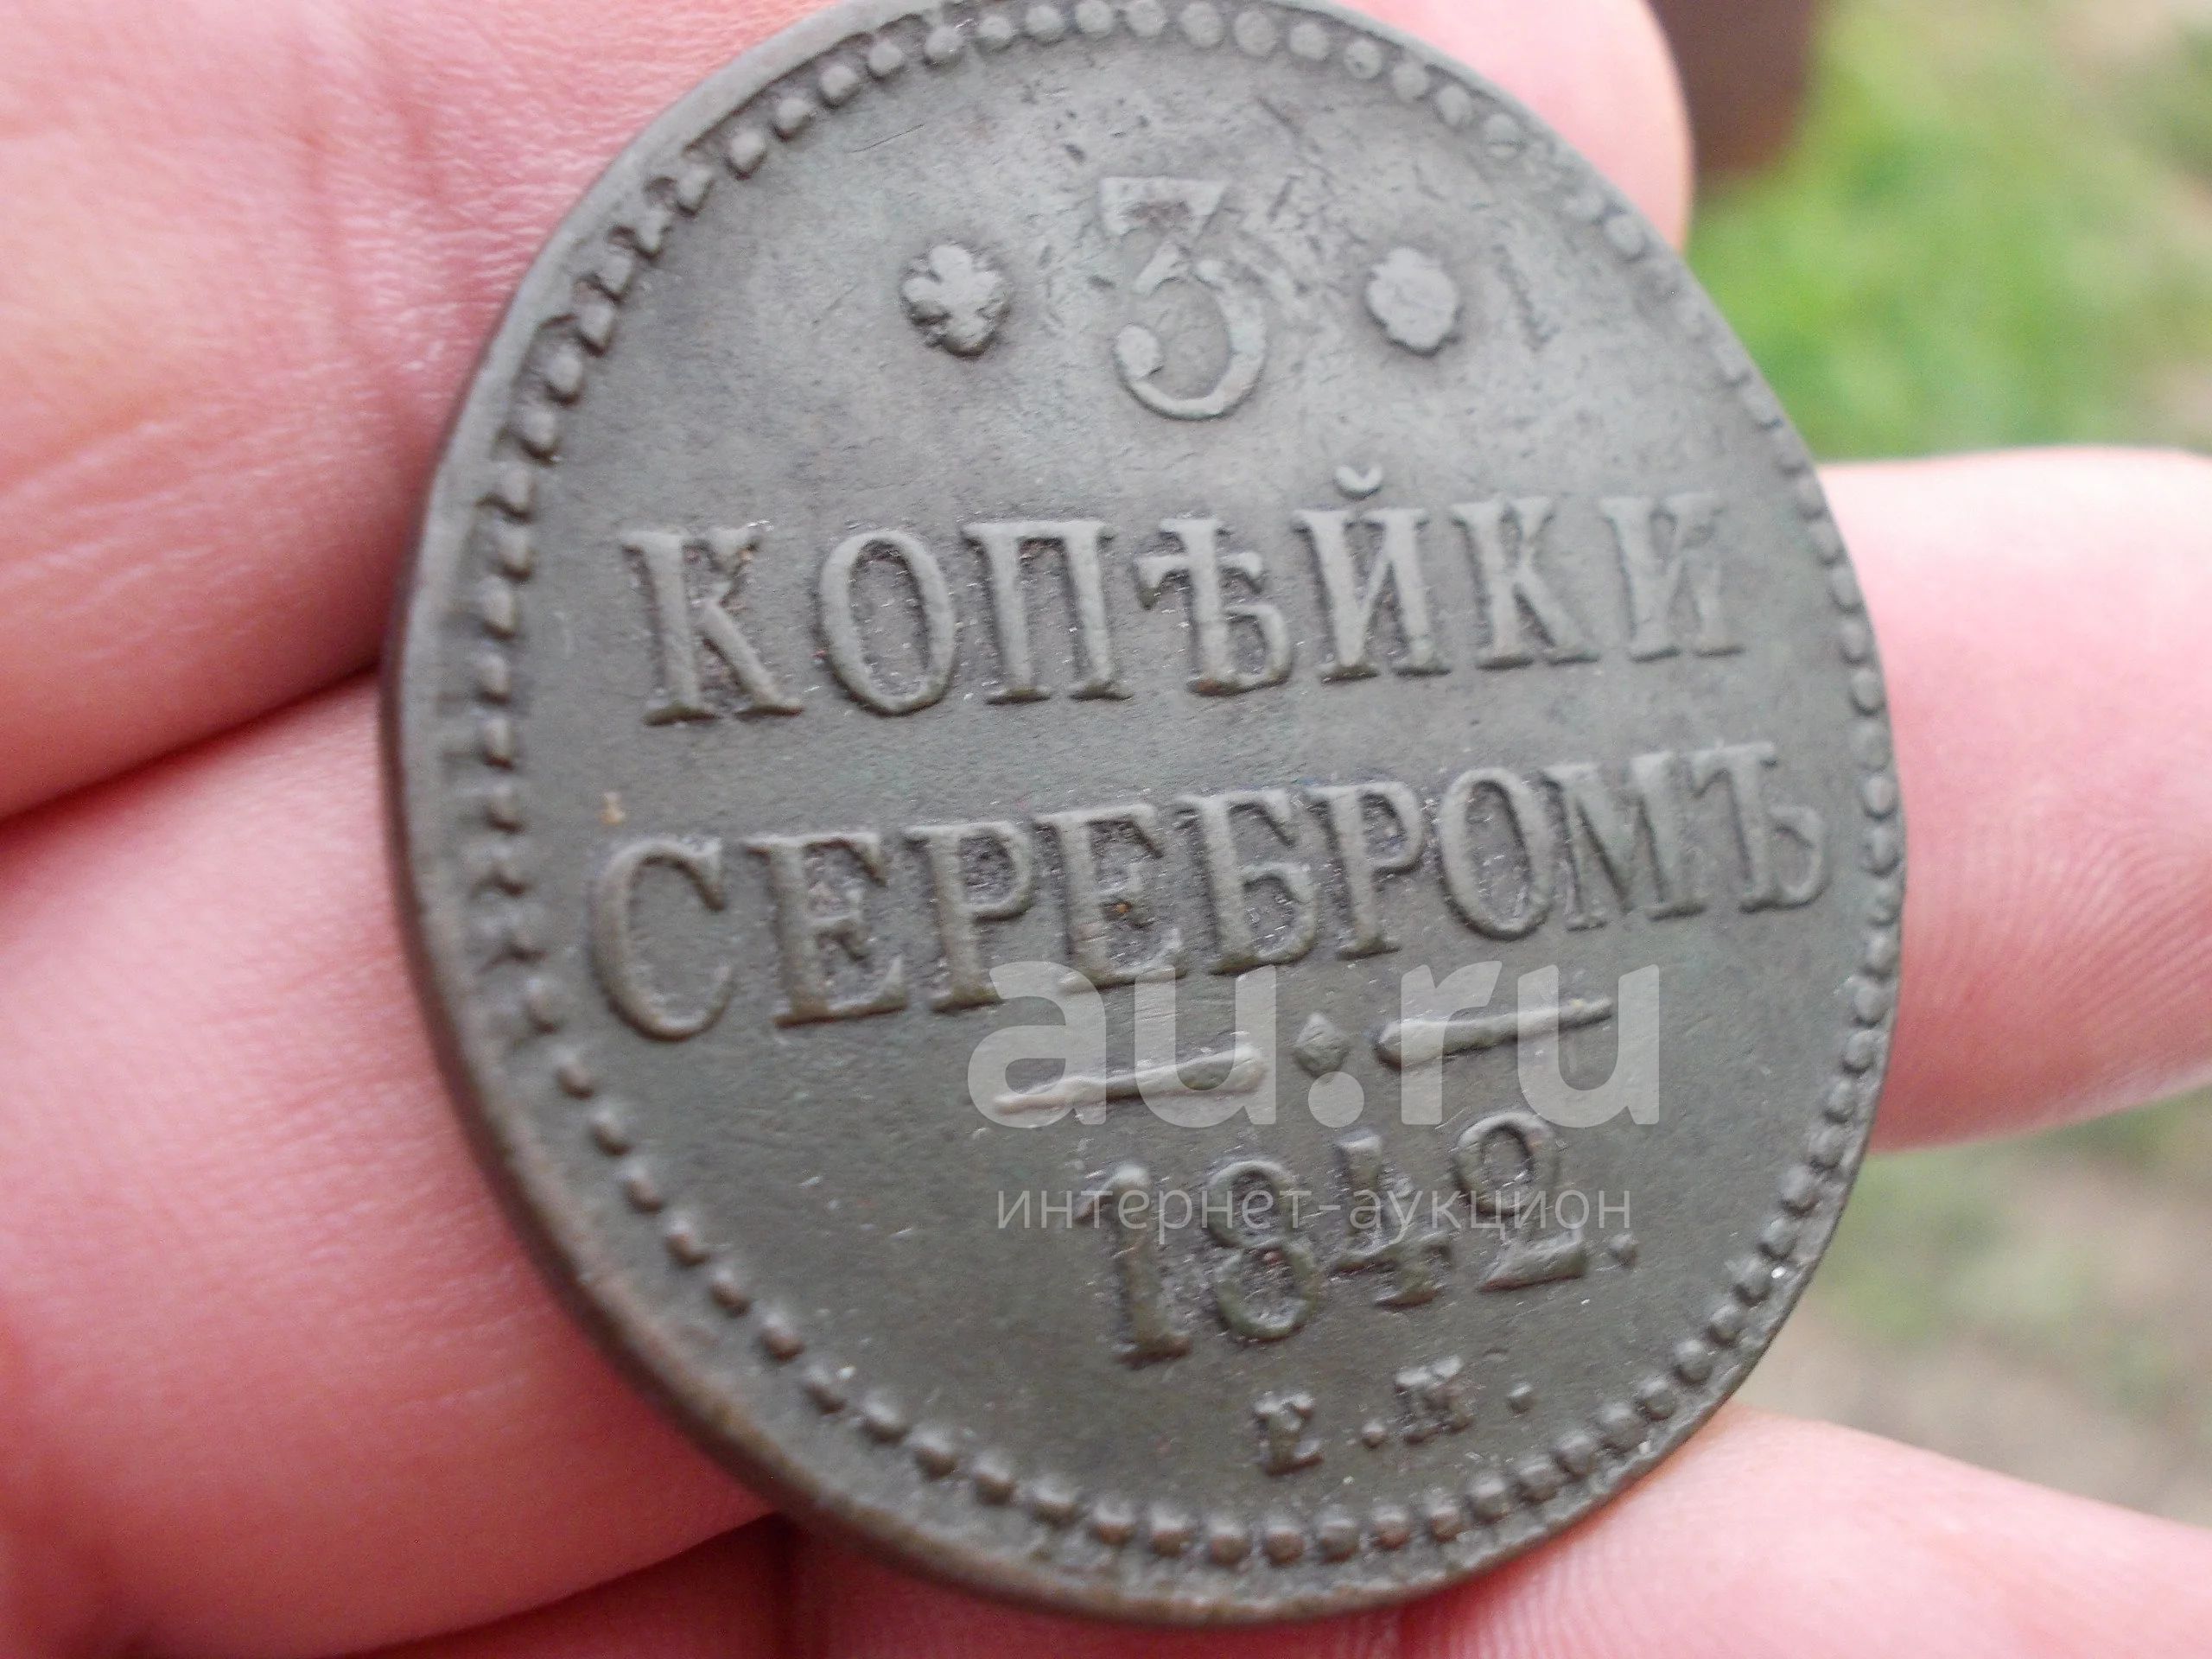 3
КОПѢЙКИ
СЕРЕБРОМЪ
au.ru
интернет-аукцион
1842.
Е.М.